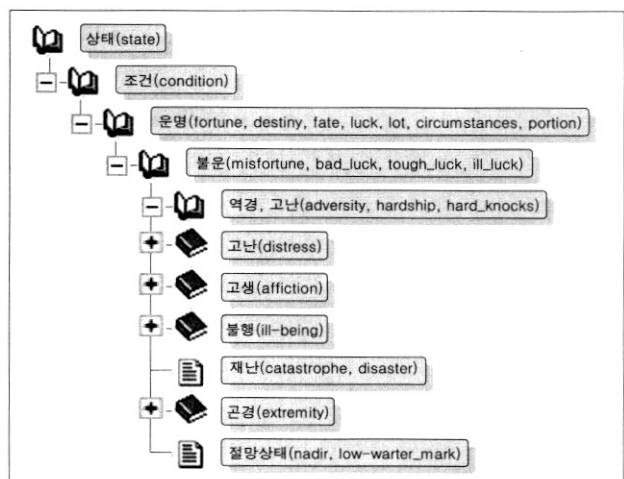 상태(state)
조건(condition)
운명(fortune, destiny, fate, luck, lot, circumstances, portion)
불운(misfortune, bad_luck, tough_luck, ill_luck)
역경, 고난(adversity, hardship, hard_knocks)
고난(distress)
고생(affiction)
불행(ill-being)
재난(catastrophe, disaster)
곤경(extremity)
절망상태(nadir, low-warter_mark)